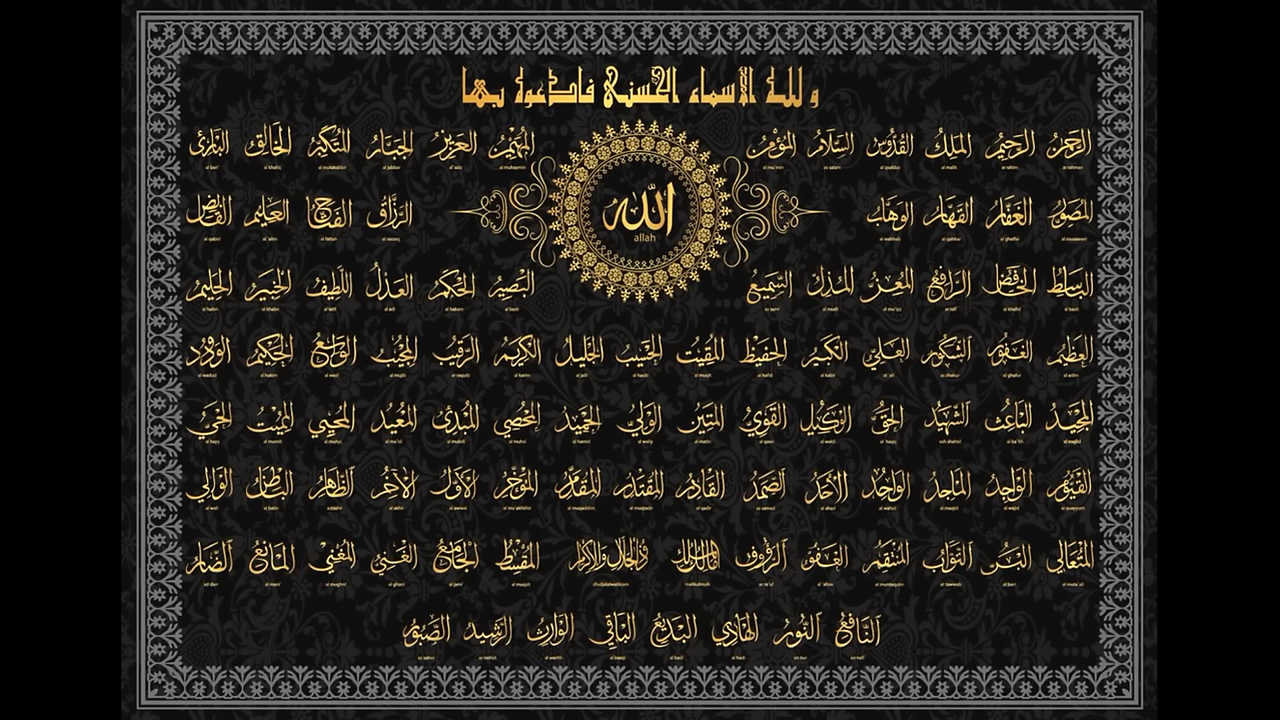 و لله الأسماء الحسنى فادعوه بها
الرحمن الرحيم الملك القدوس السلام المؤمن المهيمن العزيز الجبار المتكبر الخالق البارئ
المصور الغفار القهار الوهاب الله الرزاق الفتاح العليم القابض
allah
الباسط الخافض الرافع المعز المذل السميع البصير الحكم العدل اللطيف الخبير الحليم
العظيم الغفور الشكور العلي الكبير الحفيظ المقيت الحسيب الجليل الكريم الرقيب المجيب الواسع الحكيم الودود
المجيد الباعث الشهيد الحق الوكيل القوي المتين الولي الحميد المحصي المبدئ المعيد المحيي المميت الحي
القيوم الواجد الماجد الواحد الأحد الصمد القادر المقتدر المقدم المؤخر الأول الآخر الظاهر الباطن الوالي
المتعالي البر التواب المنتقم العفو الرؤوف مالك الملك ذو الجلال والإكرام المقسط الجامع الغني المغني المانع الضار
النافع النور الهادي البديع الباقي الوارث الرشيد الصبور